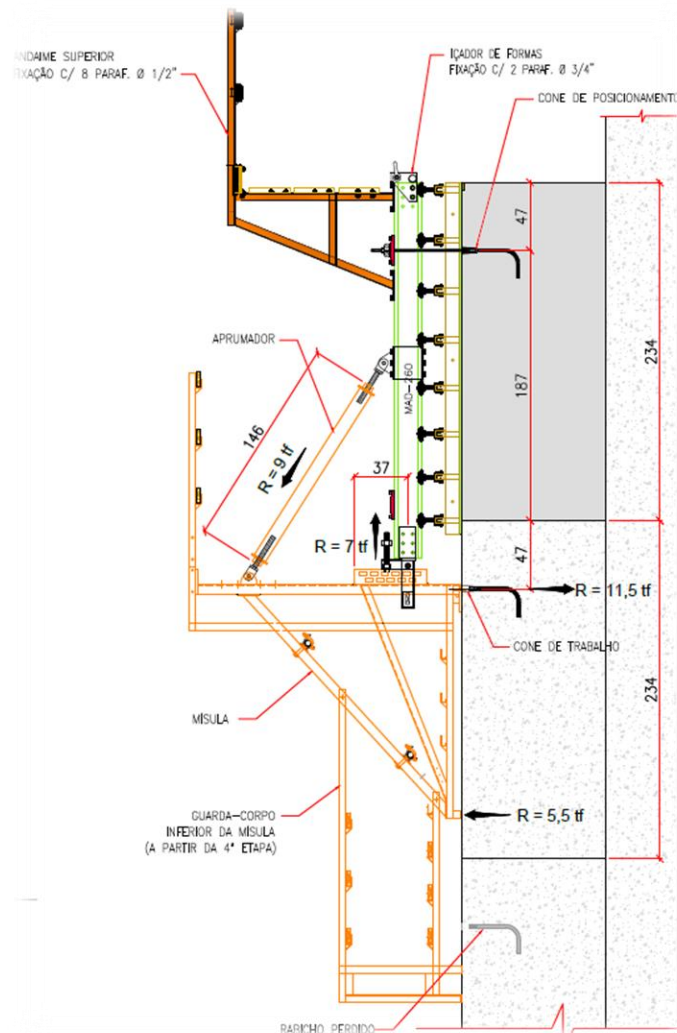 ANDAIME SUPERIOR
FIXAÇÃO C/ 8 PARAF. Ø 1/2"
IÇADOR DE FORMAS
FIXAÇÃO C/ 2 PARAF. Ø 3/4"
CONE DE POSICIONAMENTO
47
234
187
APRUMADOR
MAO-260
146
R = 9 tf
37
R = 7 tf
47
R = 11,5 tf
CONE DE TRABALHO
234
MÍSULA
R = 5,5 tf
GUARDA-CORPO
INFERIOR DA MÍSULA
(A PARTIR DA 4ª ETAPA)
RABICHO PERDIDO